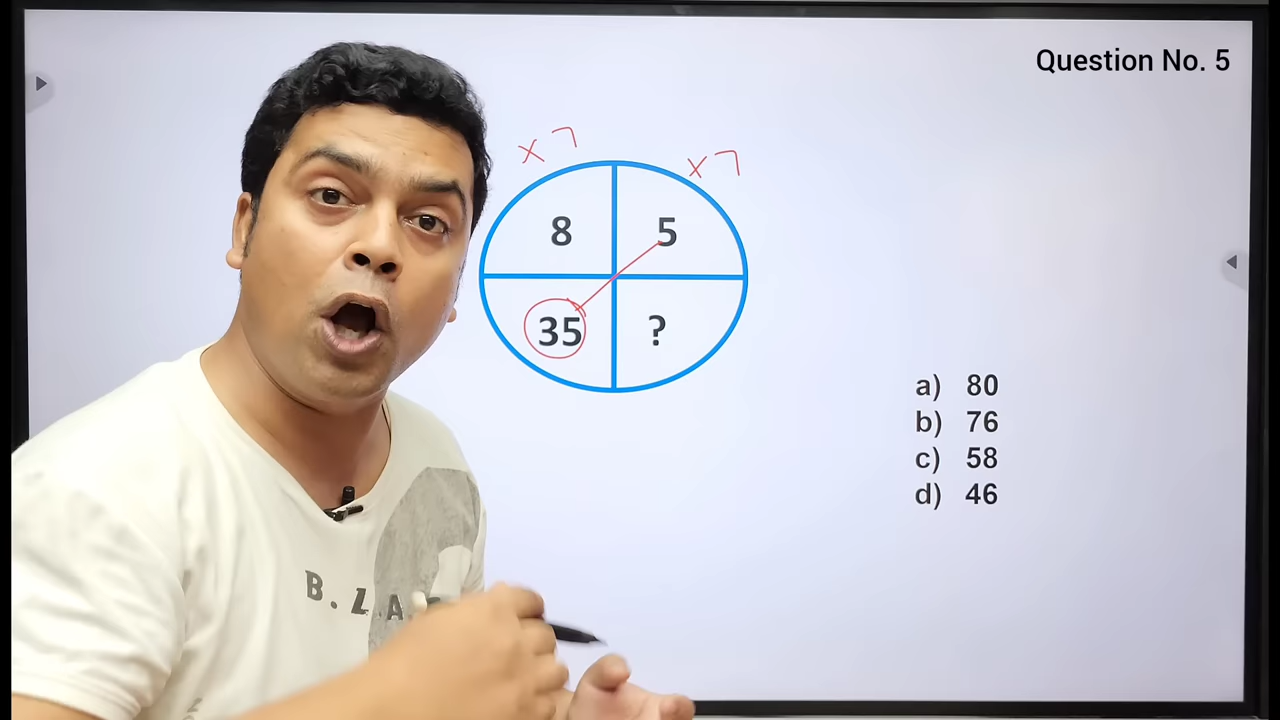 Question No. 5
x 7
x 7
8 5
35 ?
a) 80
b) 76
c) 58
d) 46
B. Z A